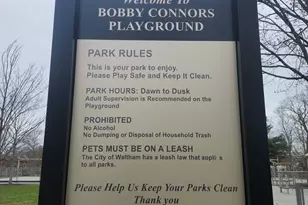 Welcome To
BOBBY CONNORS
PLAYGROUND
PARK RULES
This is your park to enjoy.
Please Play Safe and Keep It Clean.
PARK HOURS: Dawn to Dusk
Adult Supervision is Recommended on the
Playground
PROHIBITED
No Alcohol
No Dumping or Disposal of Household Trash
PETS MUST BE ON A LEASH
The City of Waltham has a leash law that applies
to all parks.
Please Help Us Keep Your Parks Clean
Thank you